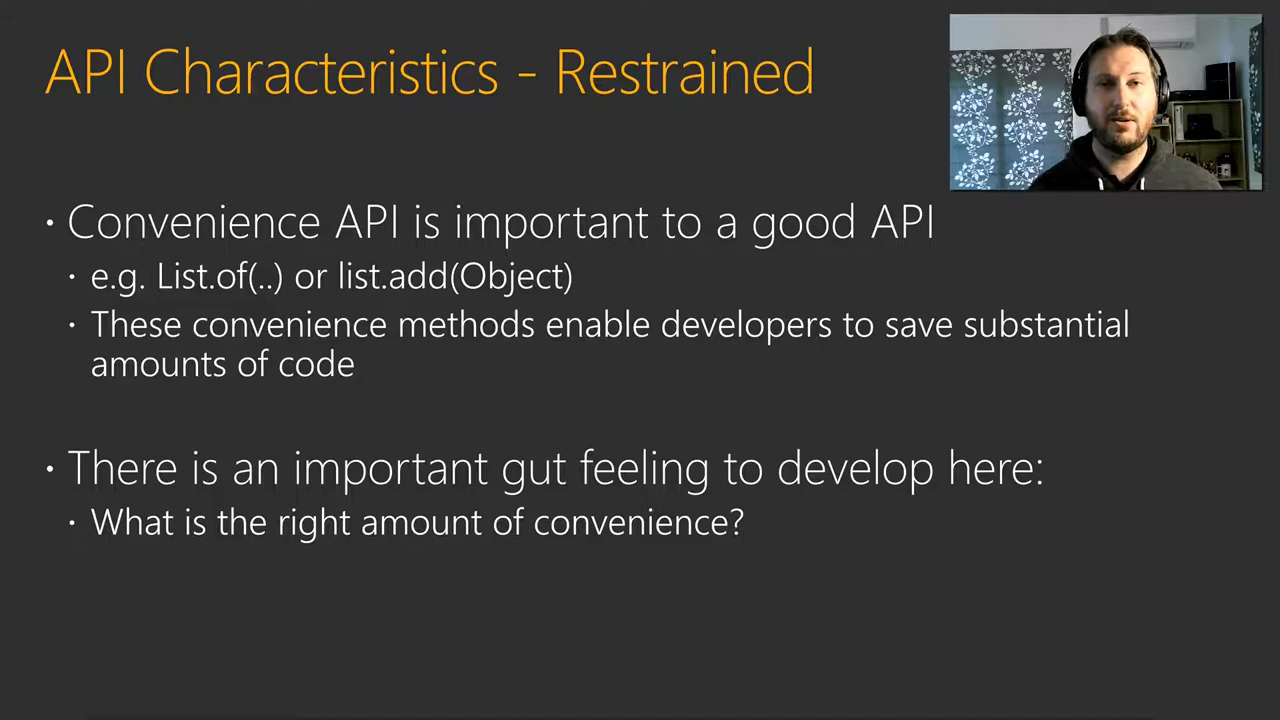 API Characteristics - Restrained
• Convenience API is important to a good API
• e.g. List.of(..) or list.add(Object)
• These convenience methods enable developers to save substantial
amounts of code
• There is an important gut feeling to develop here:
• What is the right amount of convenience?